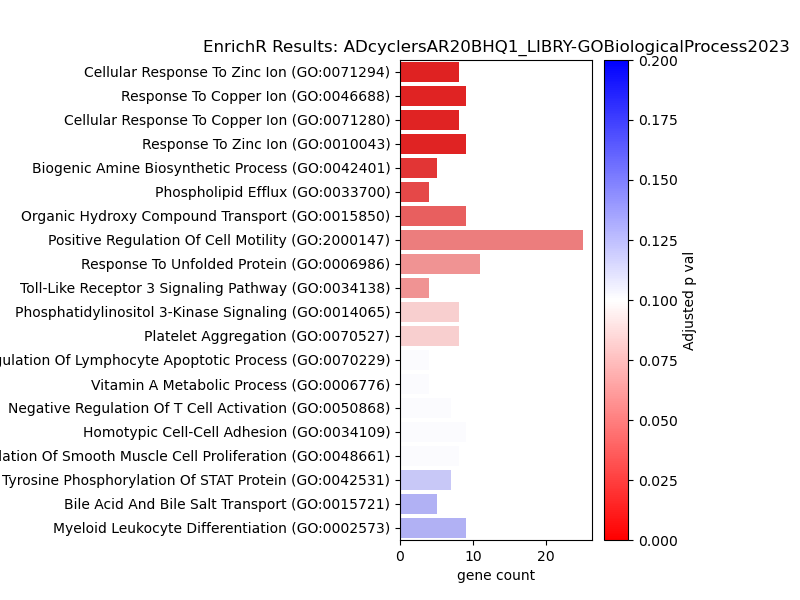 EnrichR Results: ADcyclersAR20BHQ1_LIBRY-GOBiologicalProcess2023
Cellular Response To Zinc Ion (GO:0071294)
Response To Copper Ion (GO:0046688)
Cellular Response To Copper Ion (GO:0071280)
Response To Zinc Ion (GO:0010043)
Biogenic Amine Biosynthetic Process (GO:0042401)
Phospholipid Efflux (GO:0033700)
Organic Hydroxy Compound Transport (GO:0015850)
Positive Regulation Of Cell Motility (GO:2000147)
Response To Unfolded Protein (GO:0006986)
Toll-Like Receptor 3 Signaling Pathway (GO:0034138)
Phosphatidylinositol 3-Kinase Signaling (GO:0014065)
Platelet Aggregation (GO:0070527)
Of Lymphocyte Apoptotic Process (GO:0070229)
Vitamin A Metabolic Process (GO:0006776)
Negative Regulation Of T Cell Activation (GO:0050868)
Homotypic Cell-Cell Adhesion (GO:0034109)
Of Smooth Muscle Cell Proliferation (GO:0048661)
Tyrosine Phosphorylation Of STAT Protein (GO:0042531)
Bile Acid And Bile Salt Transport (GO:0015721)
Myeloid Leukocyte Differentiation (GO:0002573)
0 10 20
gene count
0.200
0.175
0.150
0.125
0.100
0.075
0.050
0.025
0.000
Adjusted p val